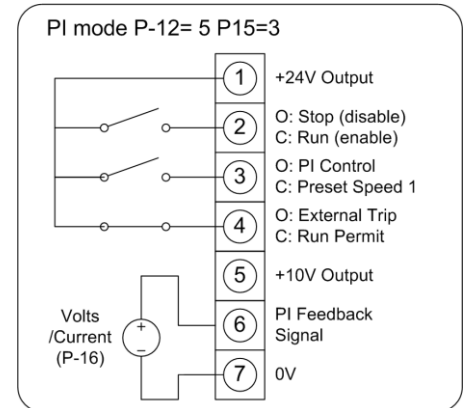 PI mode P-12= 5 P15=3
1
+24V Output
2
O: Stop (disable)
C: Run (enable)
3
O: PI Control
C: Preset Speed 1
4
O: External Trip
C: Run Permit
5
+10V Output
Volts
/Current
(P-16)
+
−
6
PI Feedback
Signal
7
0V